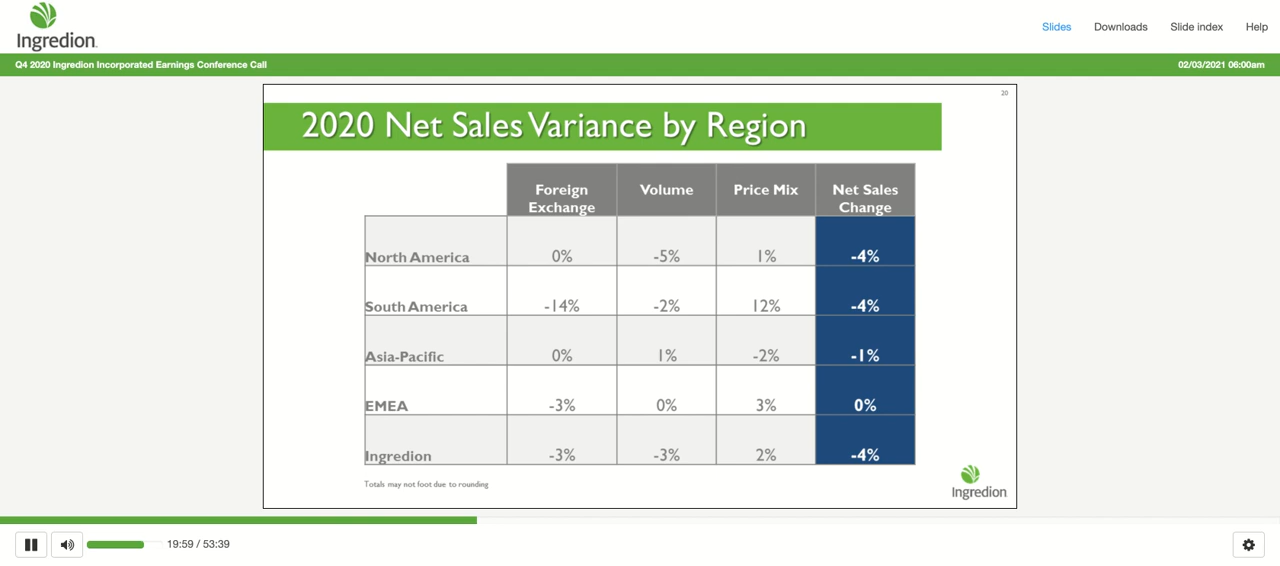 Ingredion
Slides Downloads Slide index Help
Q4 2020 Ingredion Incorporated Earnings Conference Call 02/03/2021 06:00am
20
2020 Net Sales Variance by Region
Foreign Exchange Volume Price Mix Net Sales Change
North America 0% -5% 1% -4%
South America -14% -2% 12% -4%
Asia-Pacific 0% 1% -2% -1%
EMEA -3% 0% 3% 0%
Ingredion -3% -3% 2% -4%
Totals may not foot due to rounding
Ingredion
19:59 / 53:39